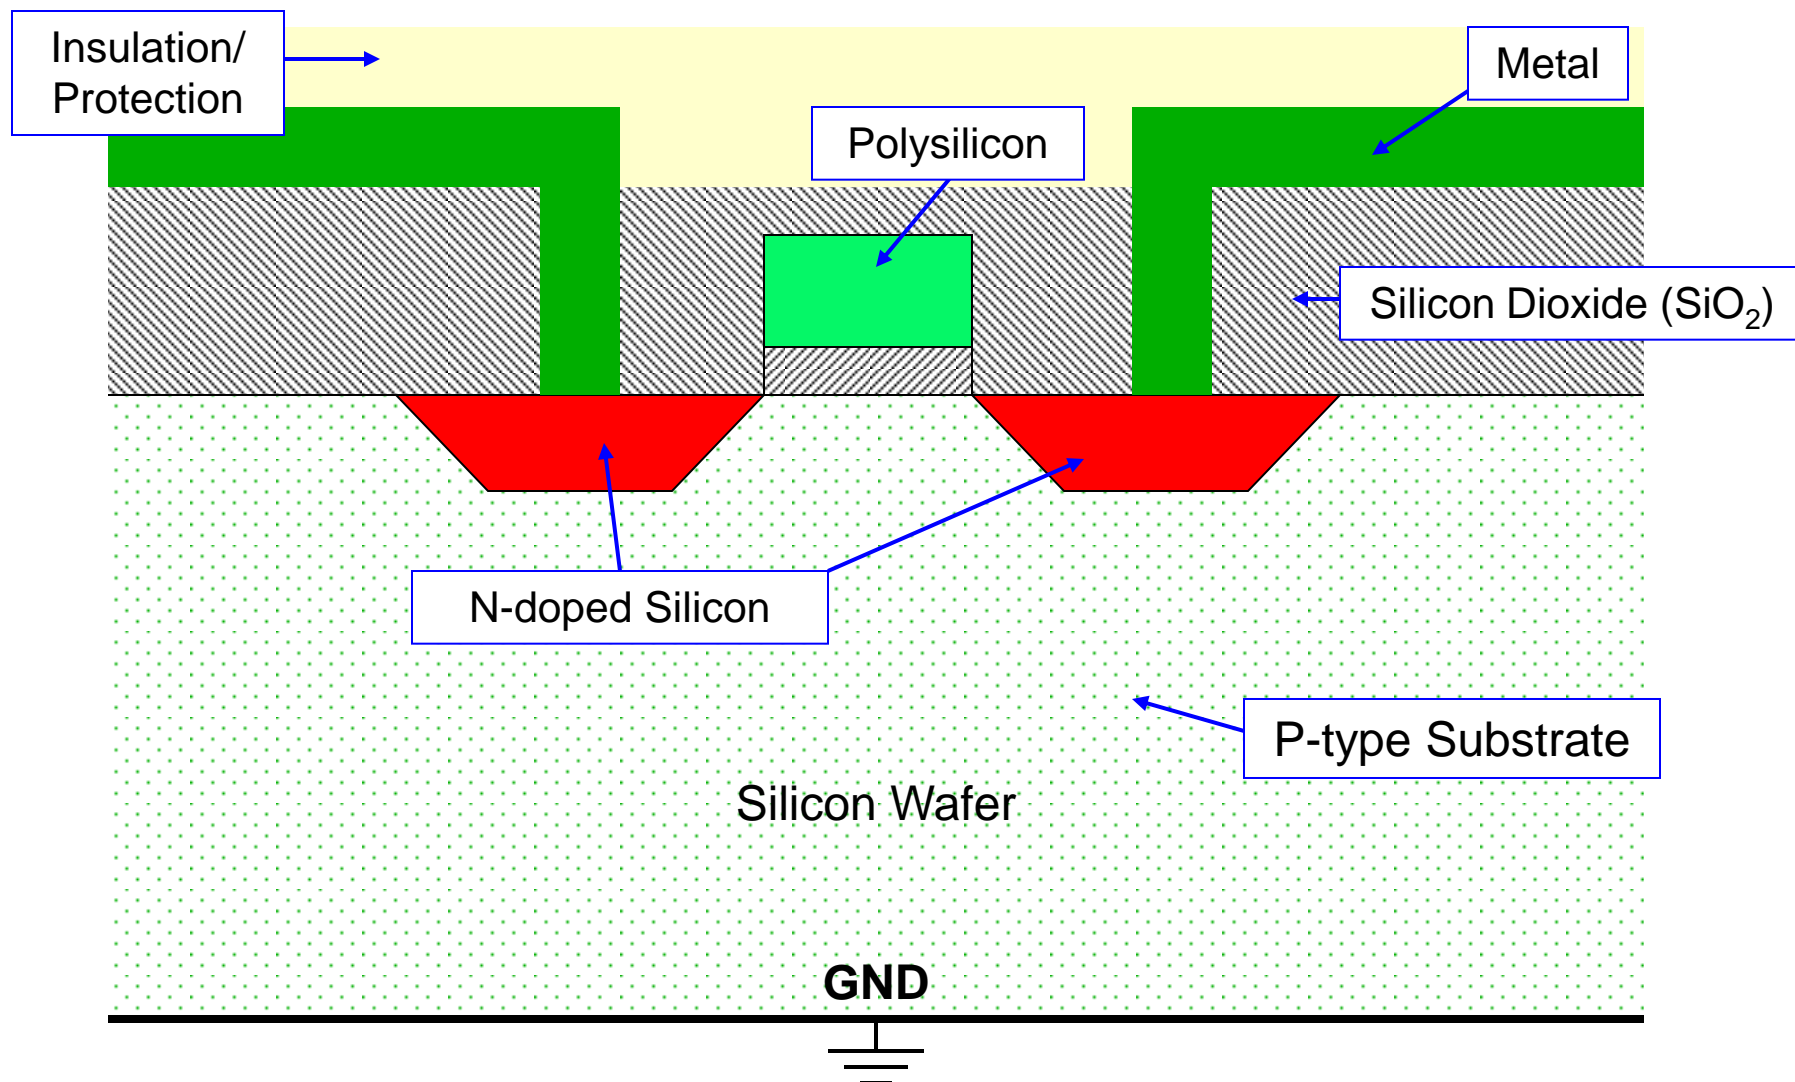 Insulation/
Protection
Metal
Polysilicon
Silicon Dioxide (SiO₂)
N-doped Silicon
P-type Substrate
Silicon Wafer
GND